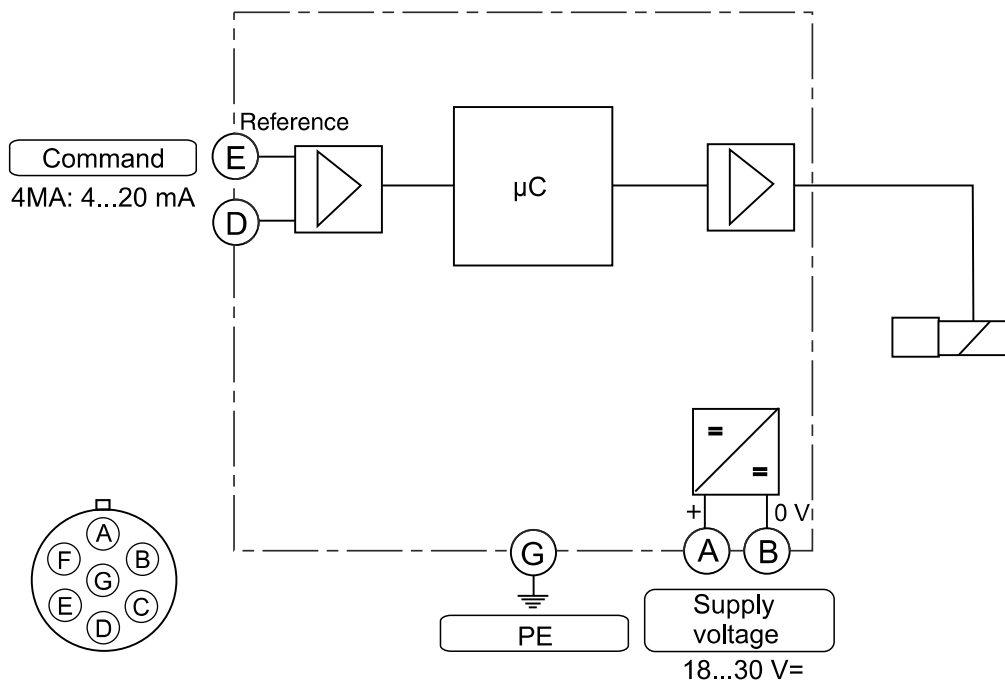 Reference
Command
E
4MA: 4...20 mA
D
µC
=
=
+
0 V
G
A
B
PE
Supply
voltage
18...30 V=
A
F
B
G
E
C
D